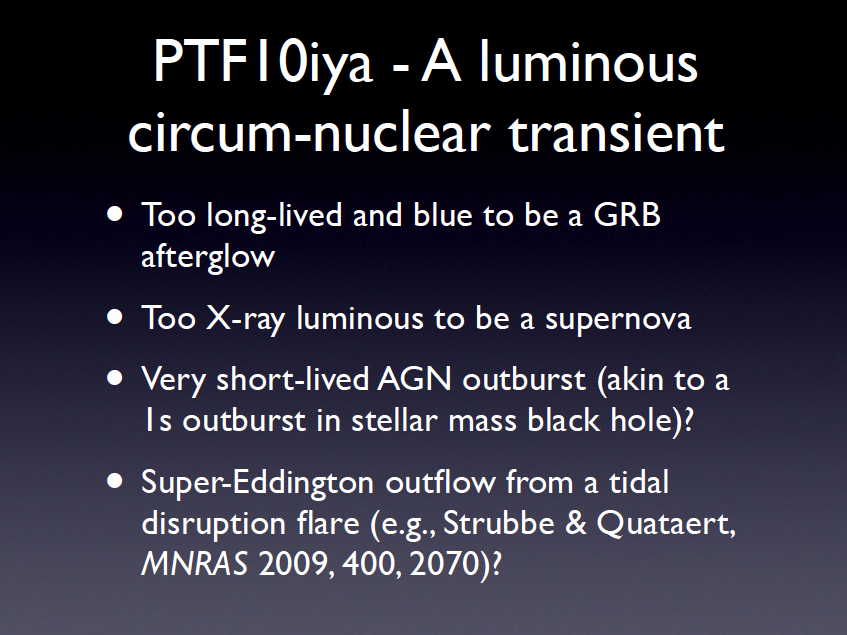 PTF10iya - A luminous
circum-nuclear transient
• Too long-lived and blue to be a GRB
afterglow
• Too X-ray luminous to be a supernova
• Very short-lived AGN outburst (akin to a
1s outburst in stellar mass black hole)?
• Super-Eddington outflow from a tidal
disruption flare (e.g., Strubbe & Quataert,
MNRAS 2009, 400, 2070)?